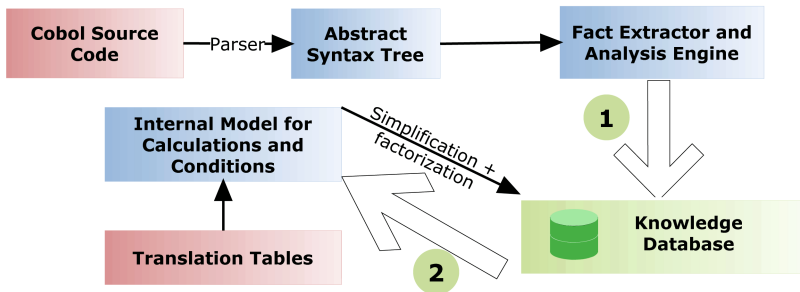 Cobol Source
Code
Parser
Abstract
Syntax Tree
Fact Extractor and
Analysis Engine
1
Internal Model for
Calculations and
Conditions
Simplification +
factorization
Translation Tables
2
Knowledge
Database